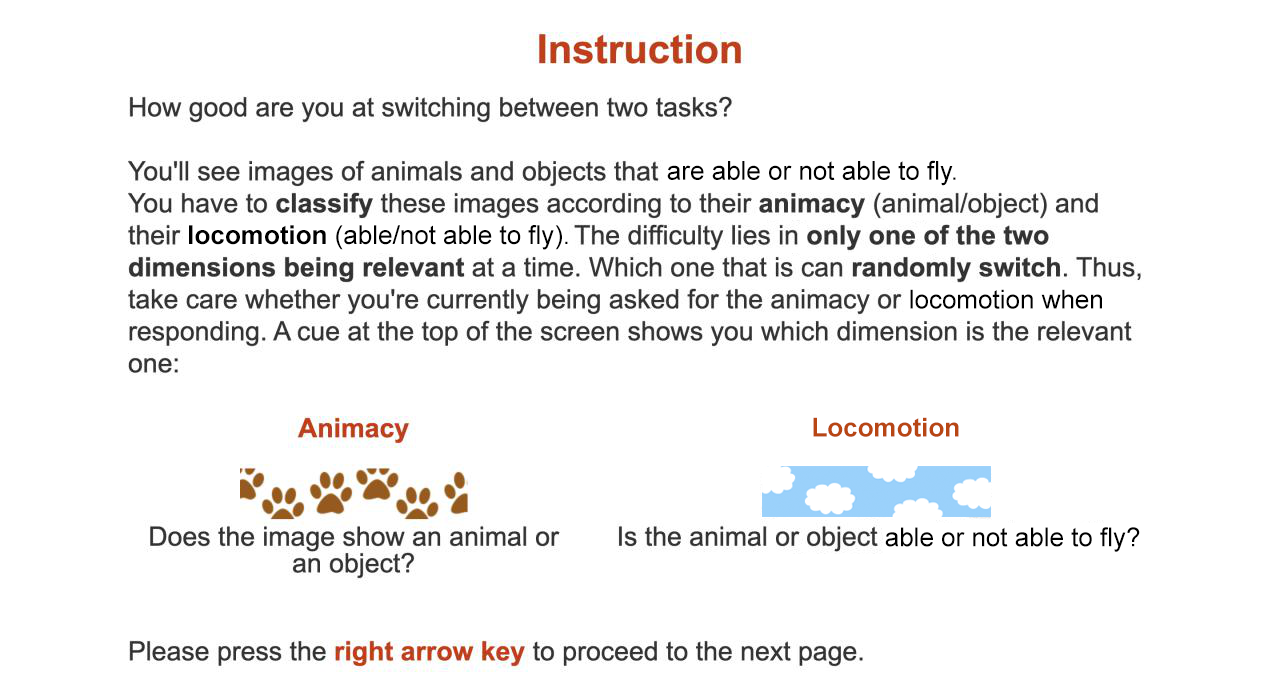 Instruction
How good are you at switching between two tasks?
You'll see images of animals and objects that are able or not able to fly.
You have to classify these images according to their animacy (animal/object) and
their locomotion (able/not able to fly). The difficulty lies in only one of the two
dimensions being relevant at a time. Which one that is can randomly switch. Thus,
take care whether you're currently being asked for the animacy or locomotion when
responding. A cue at the top of the screen shows you which dimension is the relevant
one:
Animacy
Does the image show an animal or
an object?
Locomotion
Is the animal or object able or not able to fly?
Please press the right arrow key to proceed to the next page.